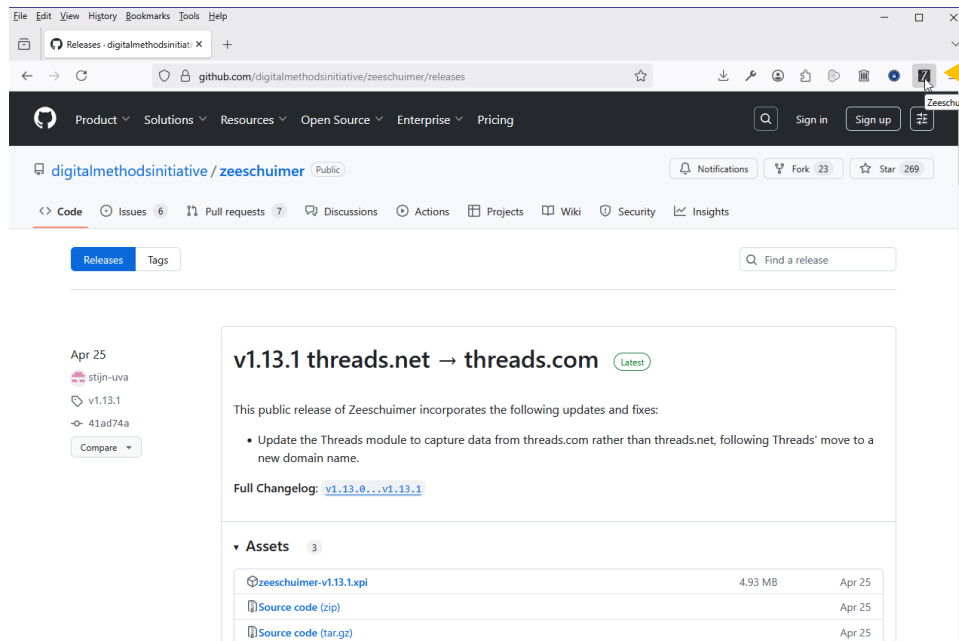 File Edit View History Bookmarks Tools Help
Releases · digitalmethodsinitiati
github.com/digitalmethodsinitiative/zeeschuimer/releases
Zeeschu
Product Solutions Resources Open Source Enterprise Pricing Sign in Sign up
digitalmethodsinitiative / zeeschuimer Public Notifications Fork 23 Star 269
Code Issues 6 Pull requests 7 Discussions Actions Projects Wiki Security Insights
Releases Tags Find a release
Apr 25
stijn-uva
v1.13.1
41ad74a
Compare
v1.13.1 threads.net → threads.com Latest
This public release of Zeeschuimer incorporates the following updates and fixes:
• Update the Threads module to capture data from threads.com rather than threads.net, following Threads' move to a
new domain name.
Full Changelog: v1.13.0...v1.13.1
Assets 3
zeeschuimer-v1.13.1.xpi 4.93 MB Apr 25
Source code (zip) Apr 25
Source code (tar.gz) Apr 25